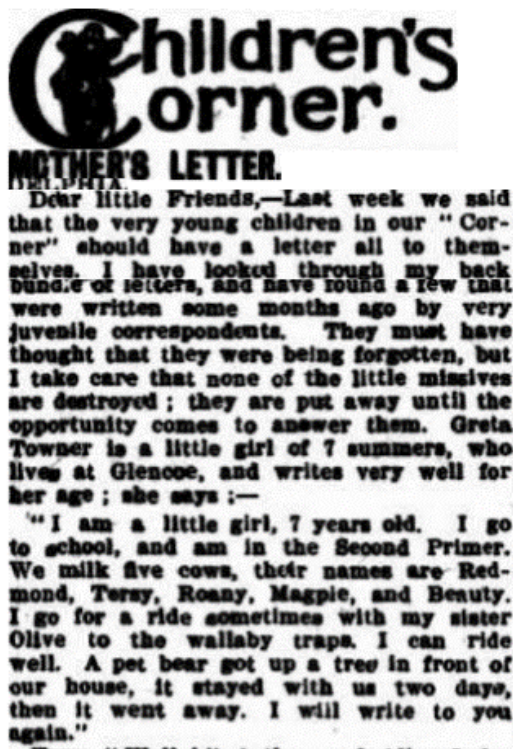 Children's
Corner.
MOTHER'S LETTER.
DELPHIA.
Dear little Friends,—Last week we said
that the very young children in our "Cor-
ner" should have a letter all to them-
selves. I have looked through my back
bundle of letters, and have found a few that
were written some months ago by very
juvenile correspondents. They must have
thought that they were being forgotten, but
I take care that none of the little missives
are destroyed; they are put away until the
opportunity comes to answer them. Greta
Towner is a little girl of 7 summers, who
lives at Glencoe, and writes very well for
her age; she says:—
"I am a little girl, 7 years old. I go
to school, and am in the Second Primer.
We milk five cows, their names are Red-
mond, Tersy, Roany, Magpie, and Beauty.
I go for a ride sometimes with my sister
Olive to the wallaby traps. I can ride
well. A pet bear got up a tree in front of
our house, it stayed with us two days,
then it went away. I will write to you
again."